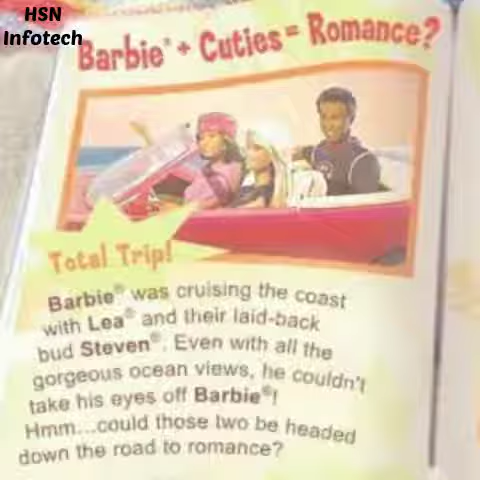 HSN
Infotech
Barbie® + Cuties = Romance?
Total Trip!
Barbie® was cruising the coast
with Lea® and their laid-back
bud Steven®. Even with all the
gorgeous ocean views, he couldn't
take his eyes off Barbie®!
Hmm...could those two be headed
down the road to romance?